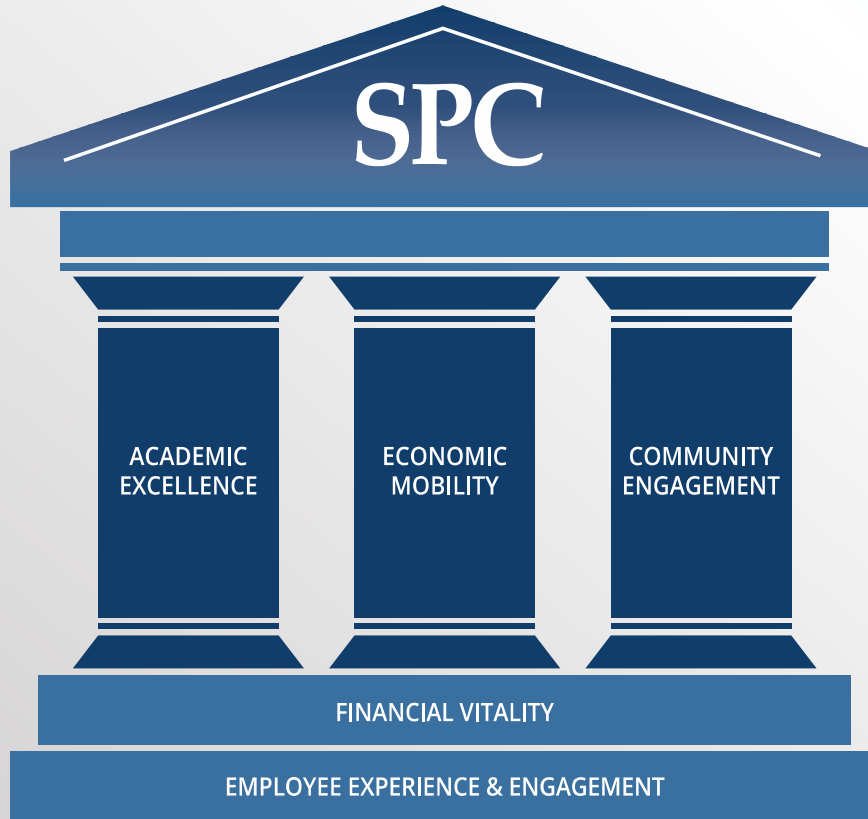 SPC
ACADEMIC
EXCELLENCE
ECONOMIC
MOBILITY
COMMUNITY
ENGAGEMENT
FINANCIAL VITALITY
EMPLOYEE EXPERIENCE & ENGAGEMENT